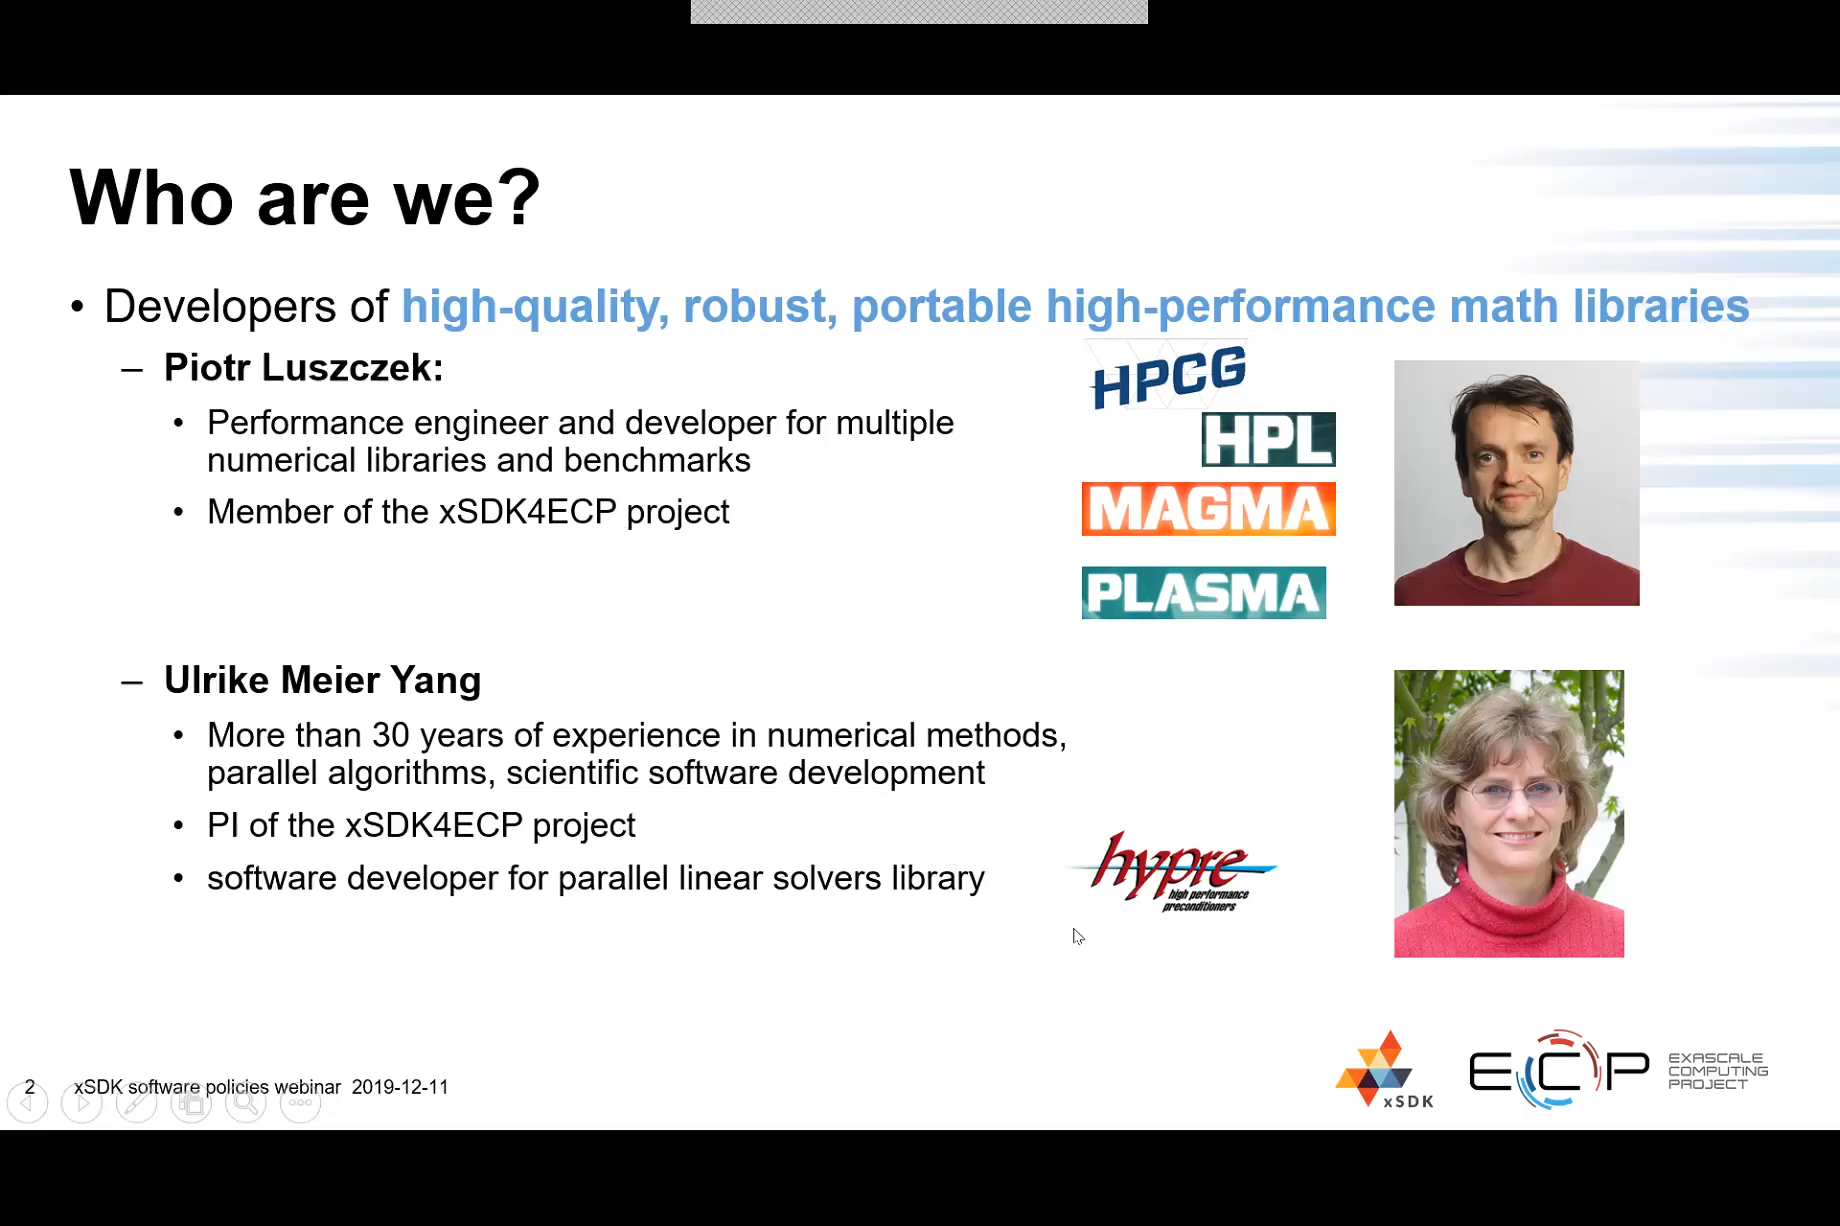 Who are we?
• Developers of high-quality, robust, portable high-performance math libraries
– Piotr Luszczek:
• Performance engineer and developer for multiple
numerical libraries and benchmarks
• Member of the xSDK4ECP project
HPCG
HPL
MAGMA
PLASMA
– Ulrike Meier Yang
• More than 30 years of experience in numerical methods,
parallel algorithms, scientific software development
• PI of the xSDK4ECP project
• software developer for parallel linear solvers library
hypre
high performance
preconditioners
2 xSDK software policies webinar 2019-12-11
xSDK
ECP
EXASCALE
COMPUTING
PROJECT